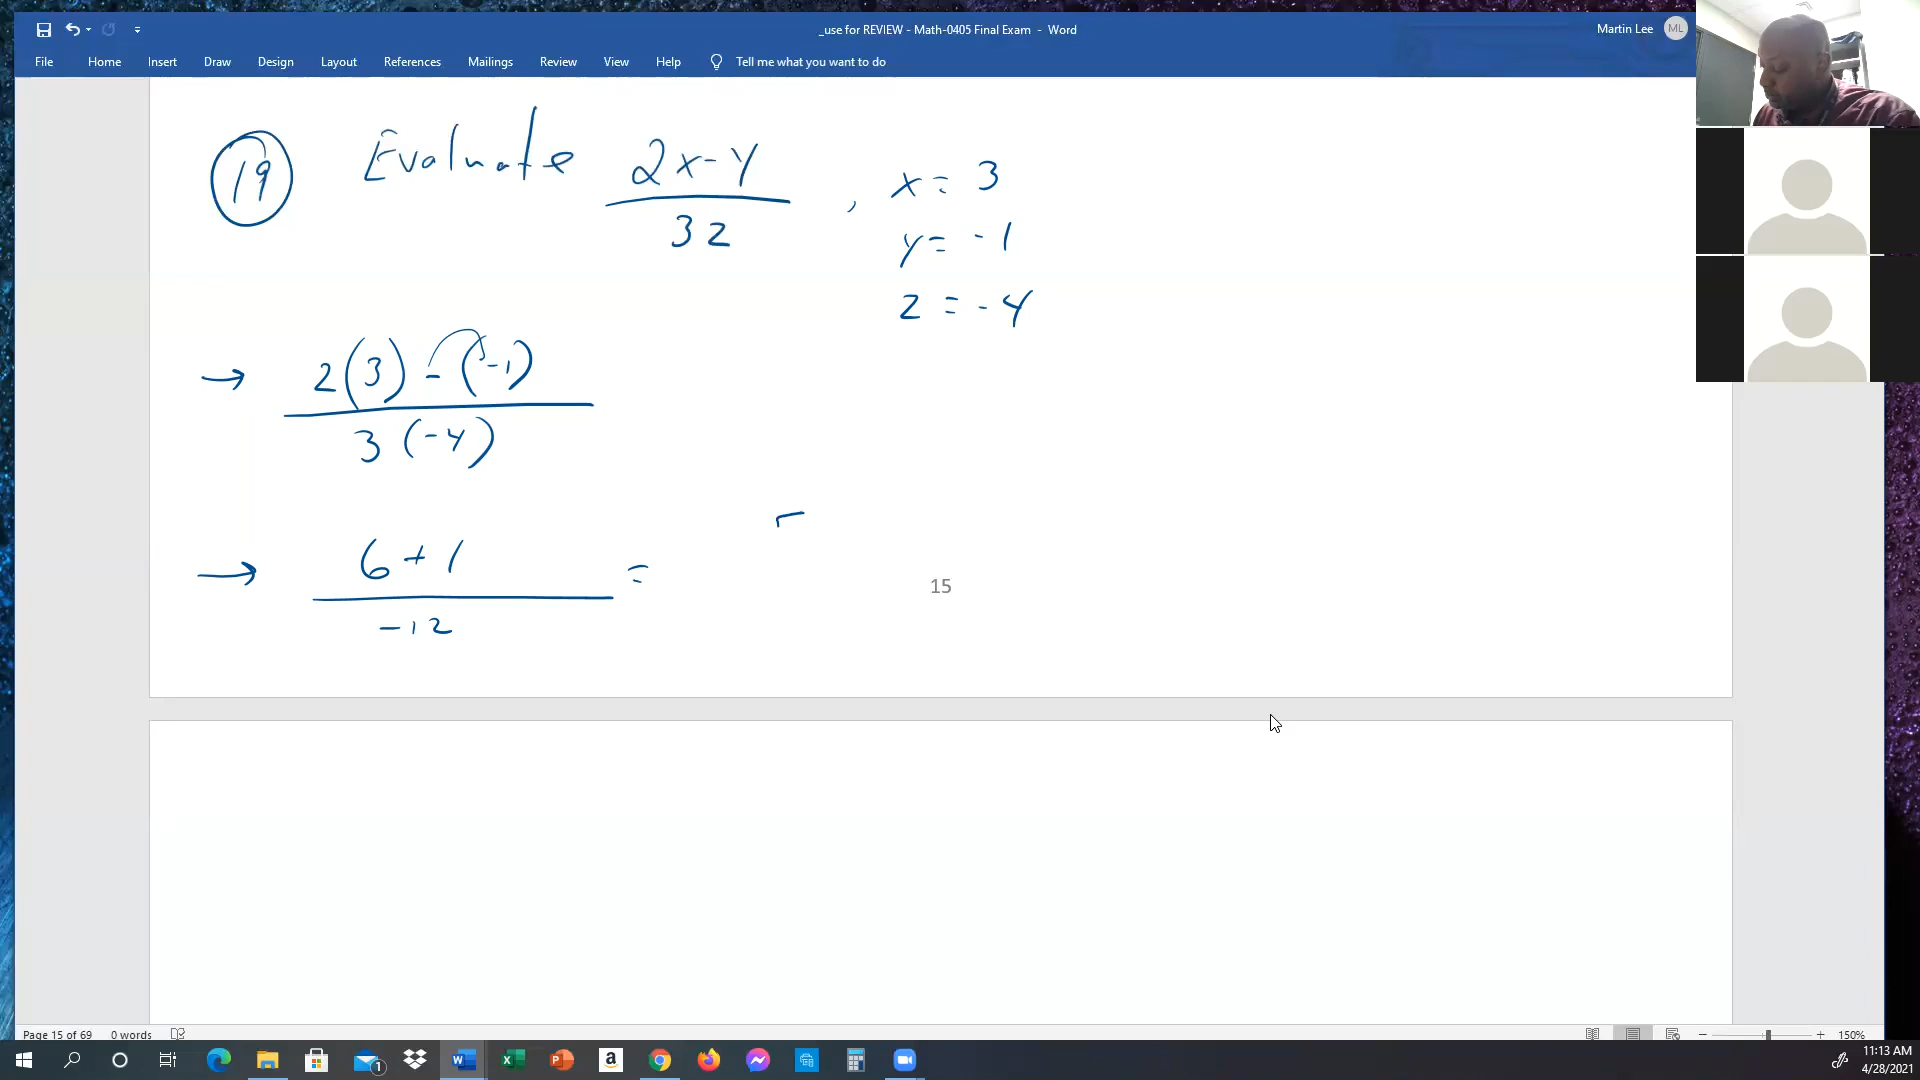 _use for REVIEW - Math-0405 Final Exam - Word
Martin Lee ML
File Home Insert Draw Design Layout References Mailings Review View Help Tell me what you want to do
19 Evaluate 2x-y / 3z , x = 3
y = -1
z = -4
→ 2(3) - (-1) / 3(-4)
→ 6+1 / -12 =
15
Page 15 of 69 0 words
150%
11:13 AM
4/28/2021